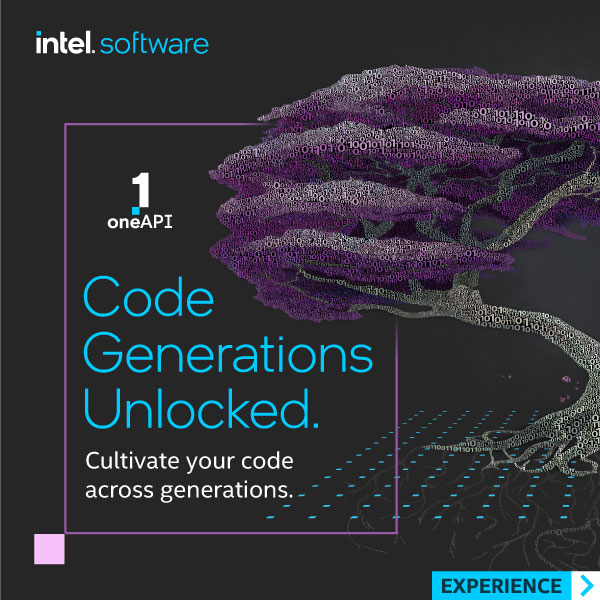 intel. software
1
oneAPI
Code
Generations
Unlocked.
Cultivate your code
across generations.
EXPERIENCE